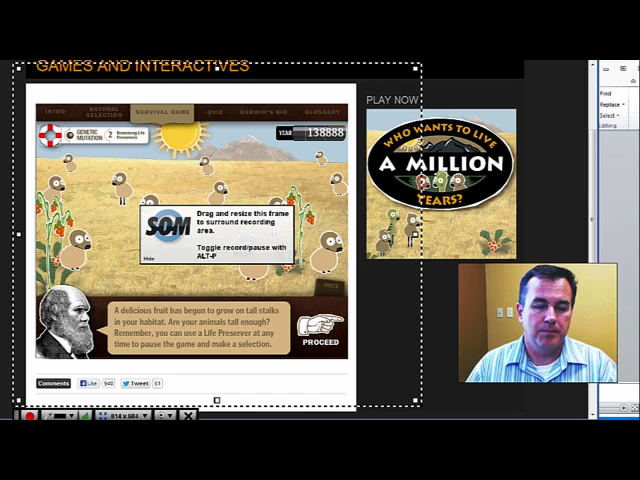 GAMES AND INTERACTIVES
INTRO
NATURAL SELECTION
SURVIVAL GAME
QUIZ
DARWIN'S BIO
GLOSSARY
GENETIC MUTATION
2
Remaining Life Preservers
YEAR
138888
SOM
Drag and resize this frame
to surround recording
area.
Toggle record/pause with
ALT-P
Hide
A delicious fruit has begun to grow on tall stalks
in your habitat. Are your animals tall enough?
Remember, you can use a Life Preserver at any
time to pause the game and make a selection.
PROCEED
Comments
Like
Tweet
61
814 x 684
PLAY NOW
WHO WANTS TO LIVE
A MILLION
YEARS?
Find
Replace
Select
Editing